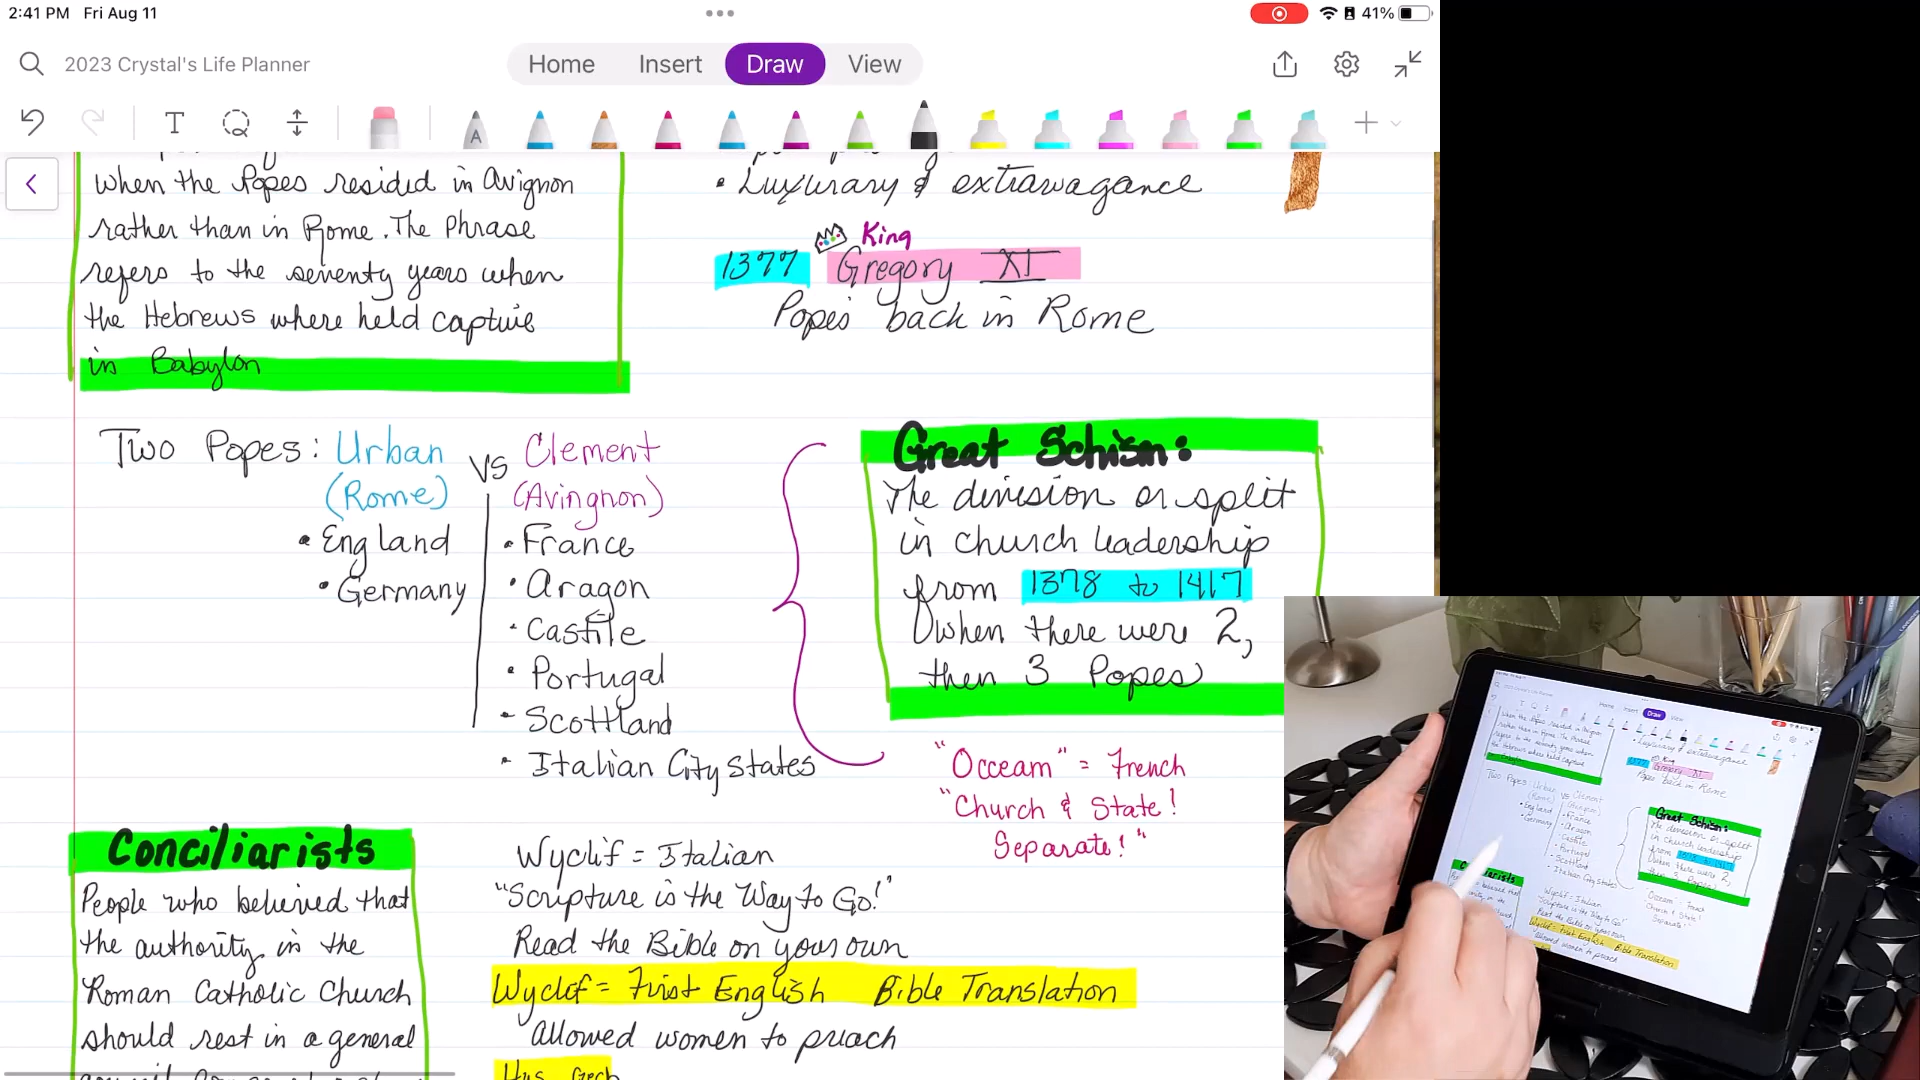 2:41 PM Fri Aug 11
41%
2023 Crystal's Life Planner
Home Insert Draw View
T
A
when the Popes resided in Avignon
rather than in Rome. The Phrase
refers to the seventy years when
the Hebrews where held captive
in Babylon
• Luxurary & extravagance
King
1377 Gregory XI
Popes back in Rome
Two Popes: Urban vs Clement
(Rome) (Avingnon)
• England
• Germany
• France
• Aragon
• Castile
• Portugal
• Scottland
• Italian City States
Great Schism:
The division or split
in church leadership
from 1378 to 1417
when there were 2,
then 3 Popes
"Occeam" = French
"Church & State!
Separate!"
Conciliarists
People who believed that
the authority in the
Roman Catholic Church
should rest in a general
Wyclif = Italian
"Scripture is the Way to Go!"
Read the Bible on your own
Wyclef = First English Bible Translation
allowed women to preach